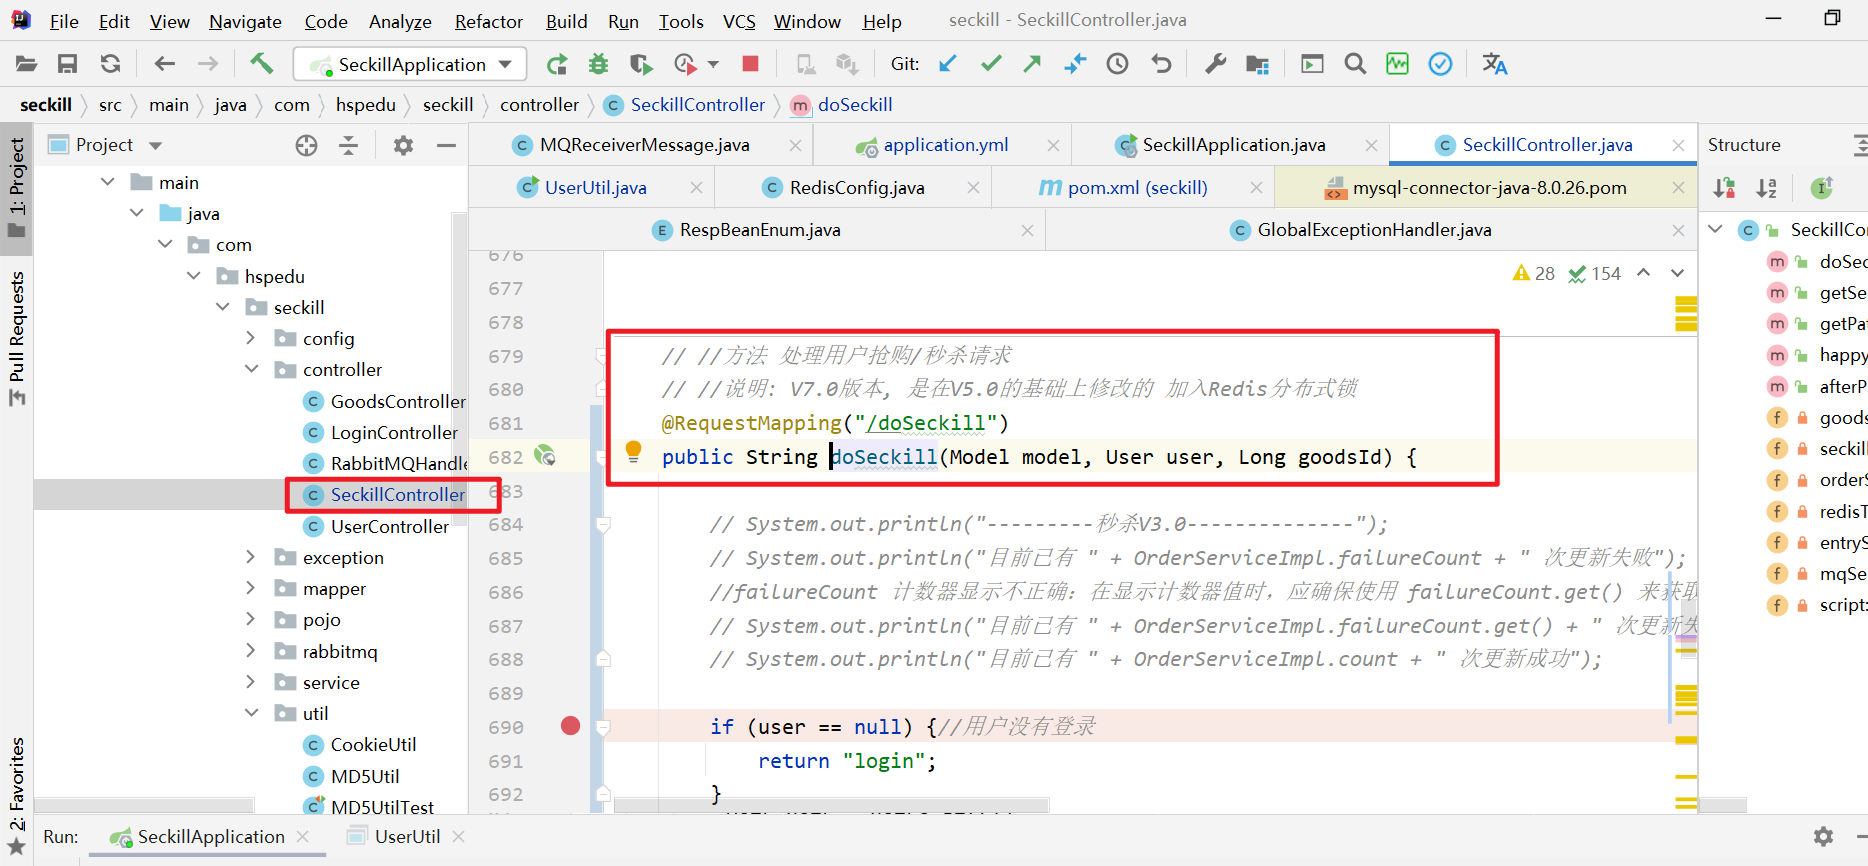 File Edit View Navigate Code Analyze Refactor Build Run Tools VCS Window Help seckill - SeckillController.java
SeckillApplication Git:
seckill src main java com hspedu seckill controller SeckillController doSeckill
1: Project
Pull Requests
2: Favorites
Project
main
java
com
hspedu
seckill
config
controller
GoodsController
LoginController
RabbitMQHandle
SeckillController
UserController
exception
mapper
pojo
rabbitmq
service
util
CookieUtil
MD5Util
MD5UtilTest
MQReceiverMessage.java application.yml SeckillApplication.java SeckillController.java
UserUtil.java RedisConfig.java pom.xml (seckill) mysql-connector-java-8.0.26.pom
RespBeanEnum.java GlobalExceptionHandler.java
28 154
676
677
678
679 // //方法 处理用户抢购/秒杀请求
680 // //说明: V7.0版本, 是在V5.0的基础上修改的 加入Redis分布式锁
681 @RequestMapping("/doSeckill")
682 public String doSeckill(Model model, User user, Long goodsId) {
683
684 // System.out.println("---------秒杀V3.0--------------");
685 // System.out.println("目前已有 " + OrderServiceImpl.failureCount + " 次更新失败");
686 //failureCount 计数器显示不正确：在显示计数器值时，应确保使用 failureCount.get() 来获取
687 // System.out.println("目前已有 " + OrderServiceImpl.failureCount.get() + " 次更新失
688 // System.out.println("目前已有 " + OrderServiceImpl.count + " 次更新成功");
689
690 if (user == null) {//用户没有登录
691 return "login";
692 }
Structure
SeckillCo
doSec
getSe
getPa
happy
afterP
goods
seckill
orderS
redisT
entryS
mqSe
script:
Run: SeckillApplication UserUtil